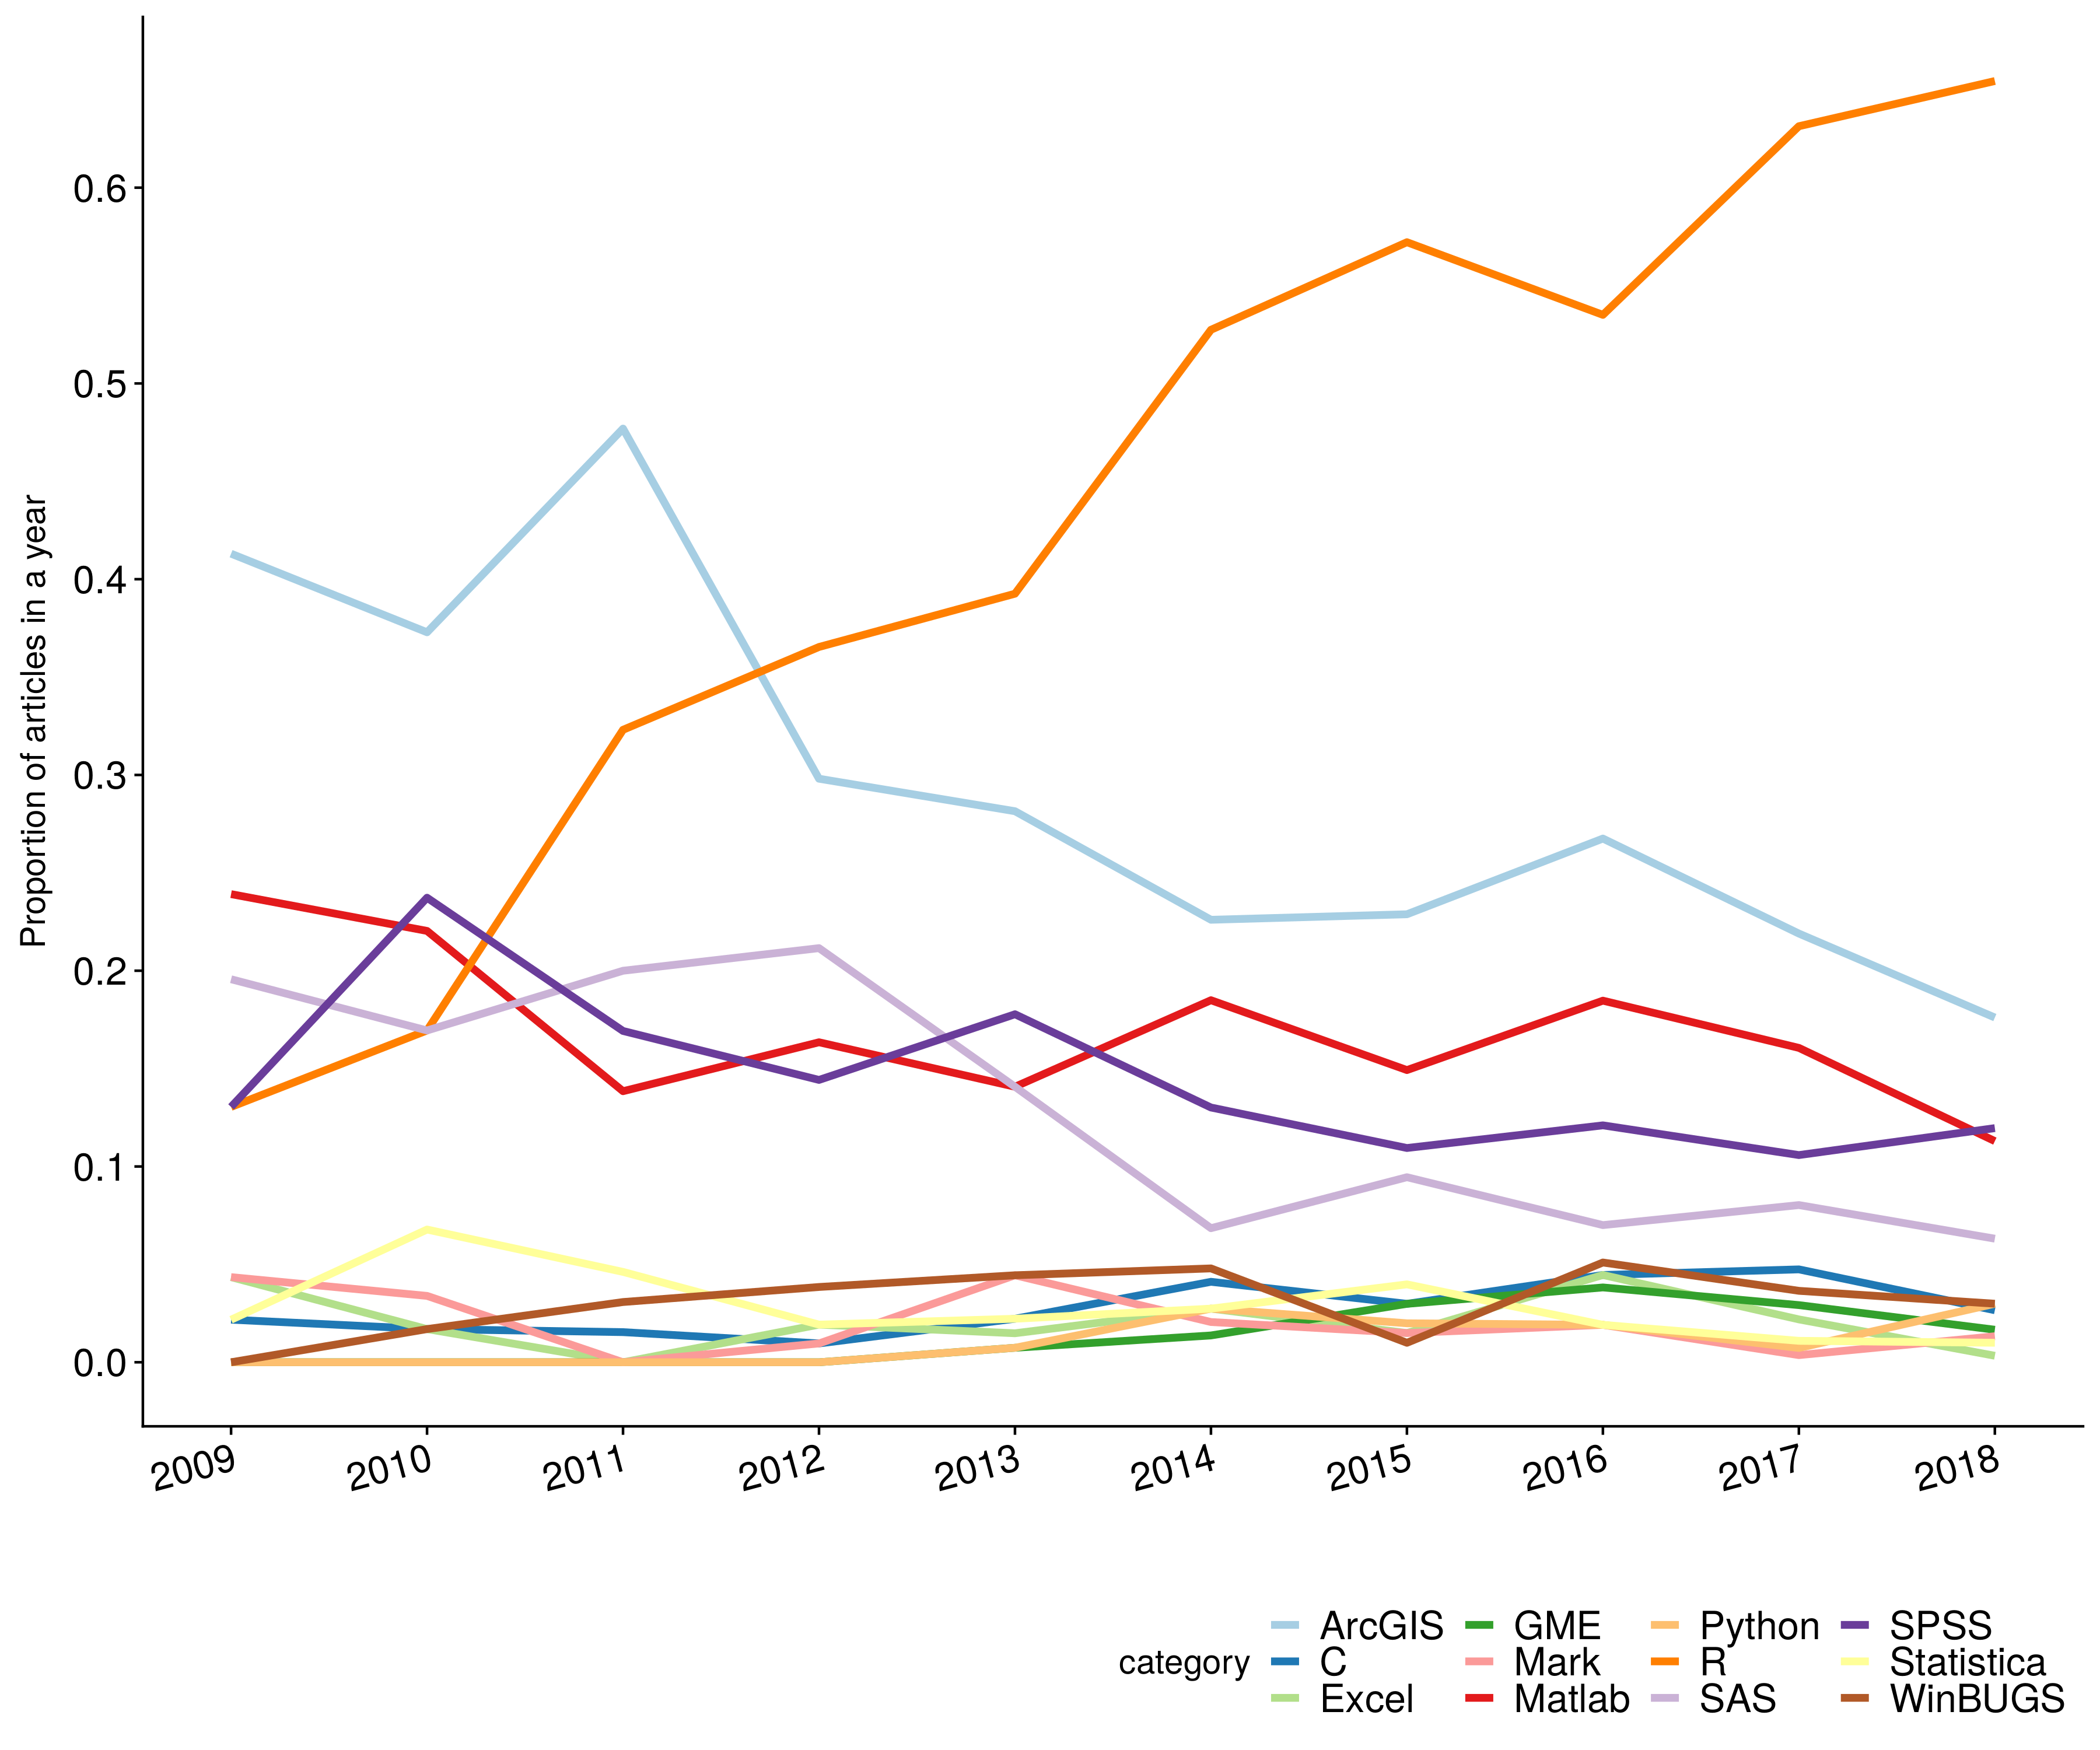 Proportion of articles in a year
0.6
0.5
0.4
0.3
0.2
0.1
0.0
2009 2010 2011 2012 2013 2014 2015 2016 2017 2018
category
ArcGIS GME Python SPSS
C Mark R Statistica
Excel Matlab SAS WinBUGS